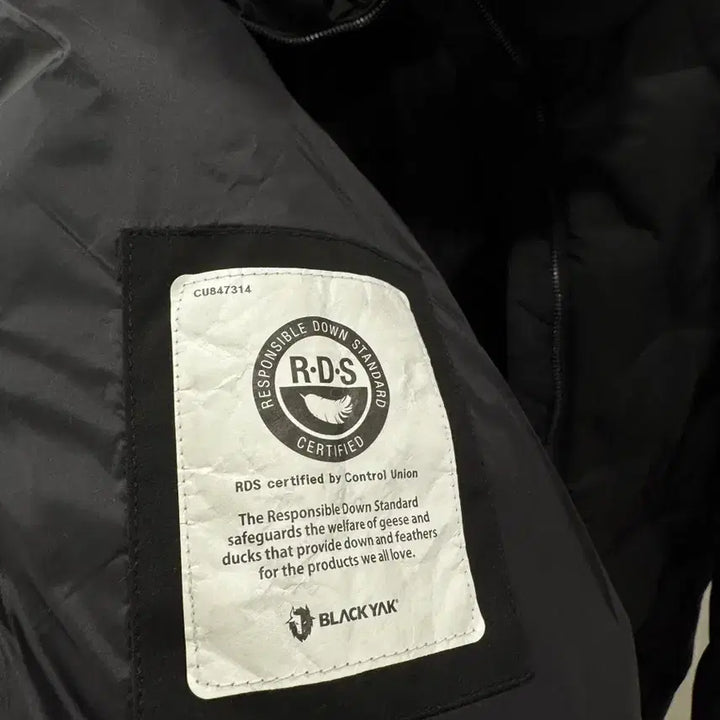 CU847314
RESPONSIBLE DOWN STANDARD
R·D·S
CERTIFIED
RDS certified by Control Union
The Responsible Down Standard
safeguards the welfare of geese and
ducks that provide down and feathers
for the products we all love.
BLACKYAK®